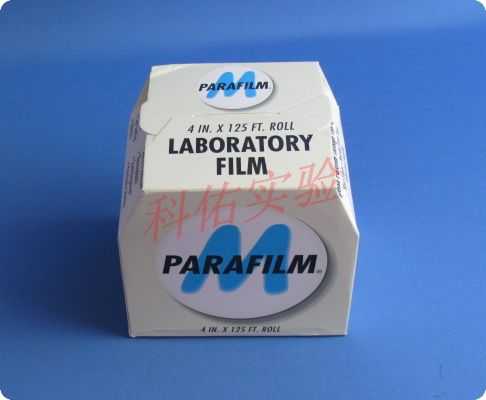 M
PARAFILM
4 IN. X 125 FT. ROLL
LABORATORY
FILM
科佑实验
M
PARAFILM®
4 IN. X 125 FT. ROLL